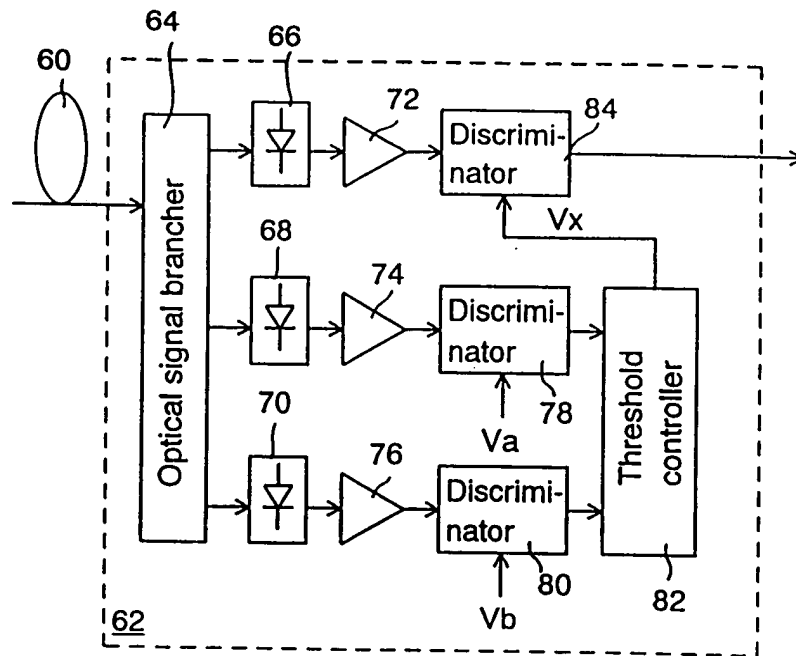 60
64
66
72
Discrimi-
nator
84
Vx
Optical signal brancher
68
74
Discrimi-
nator
78
Va
Threshold
controller
70
76
Discrimi-
nator
80
Vb
82
62